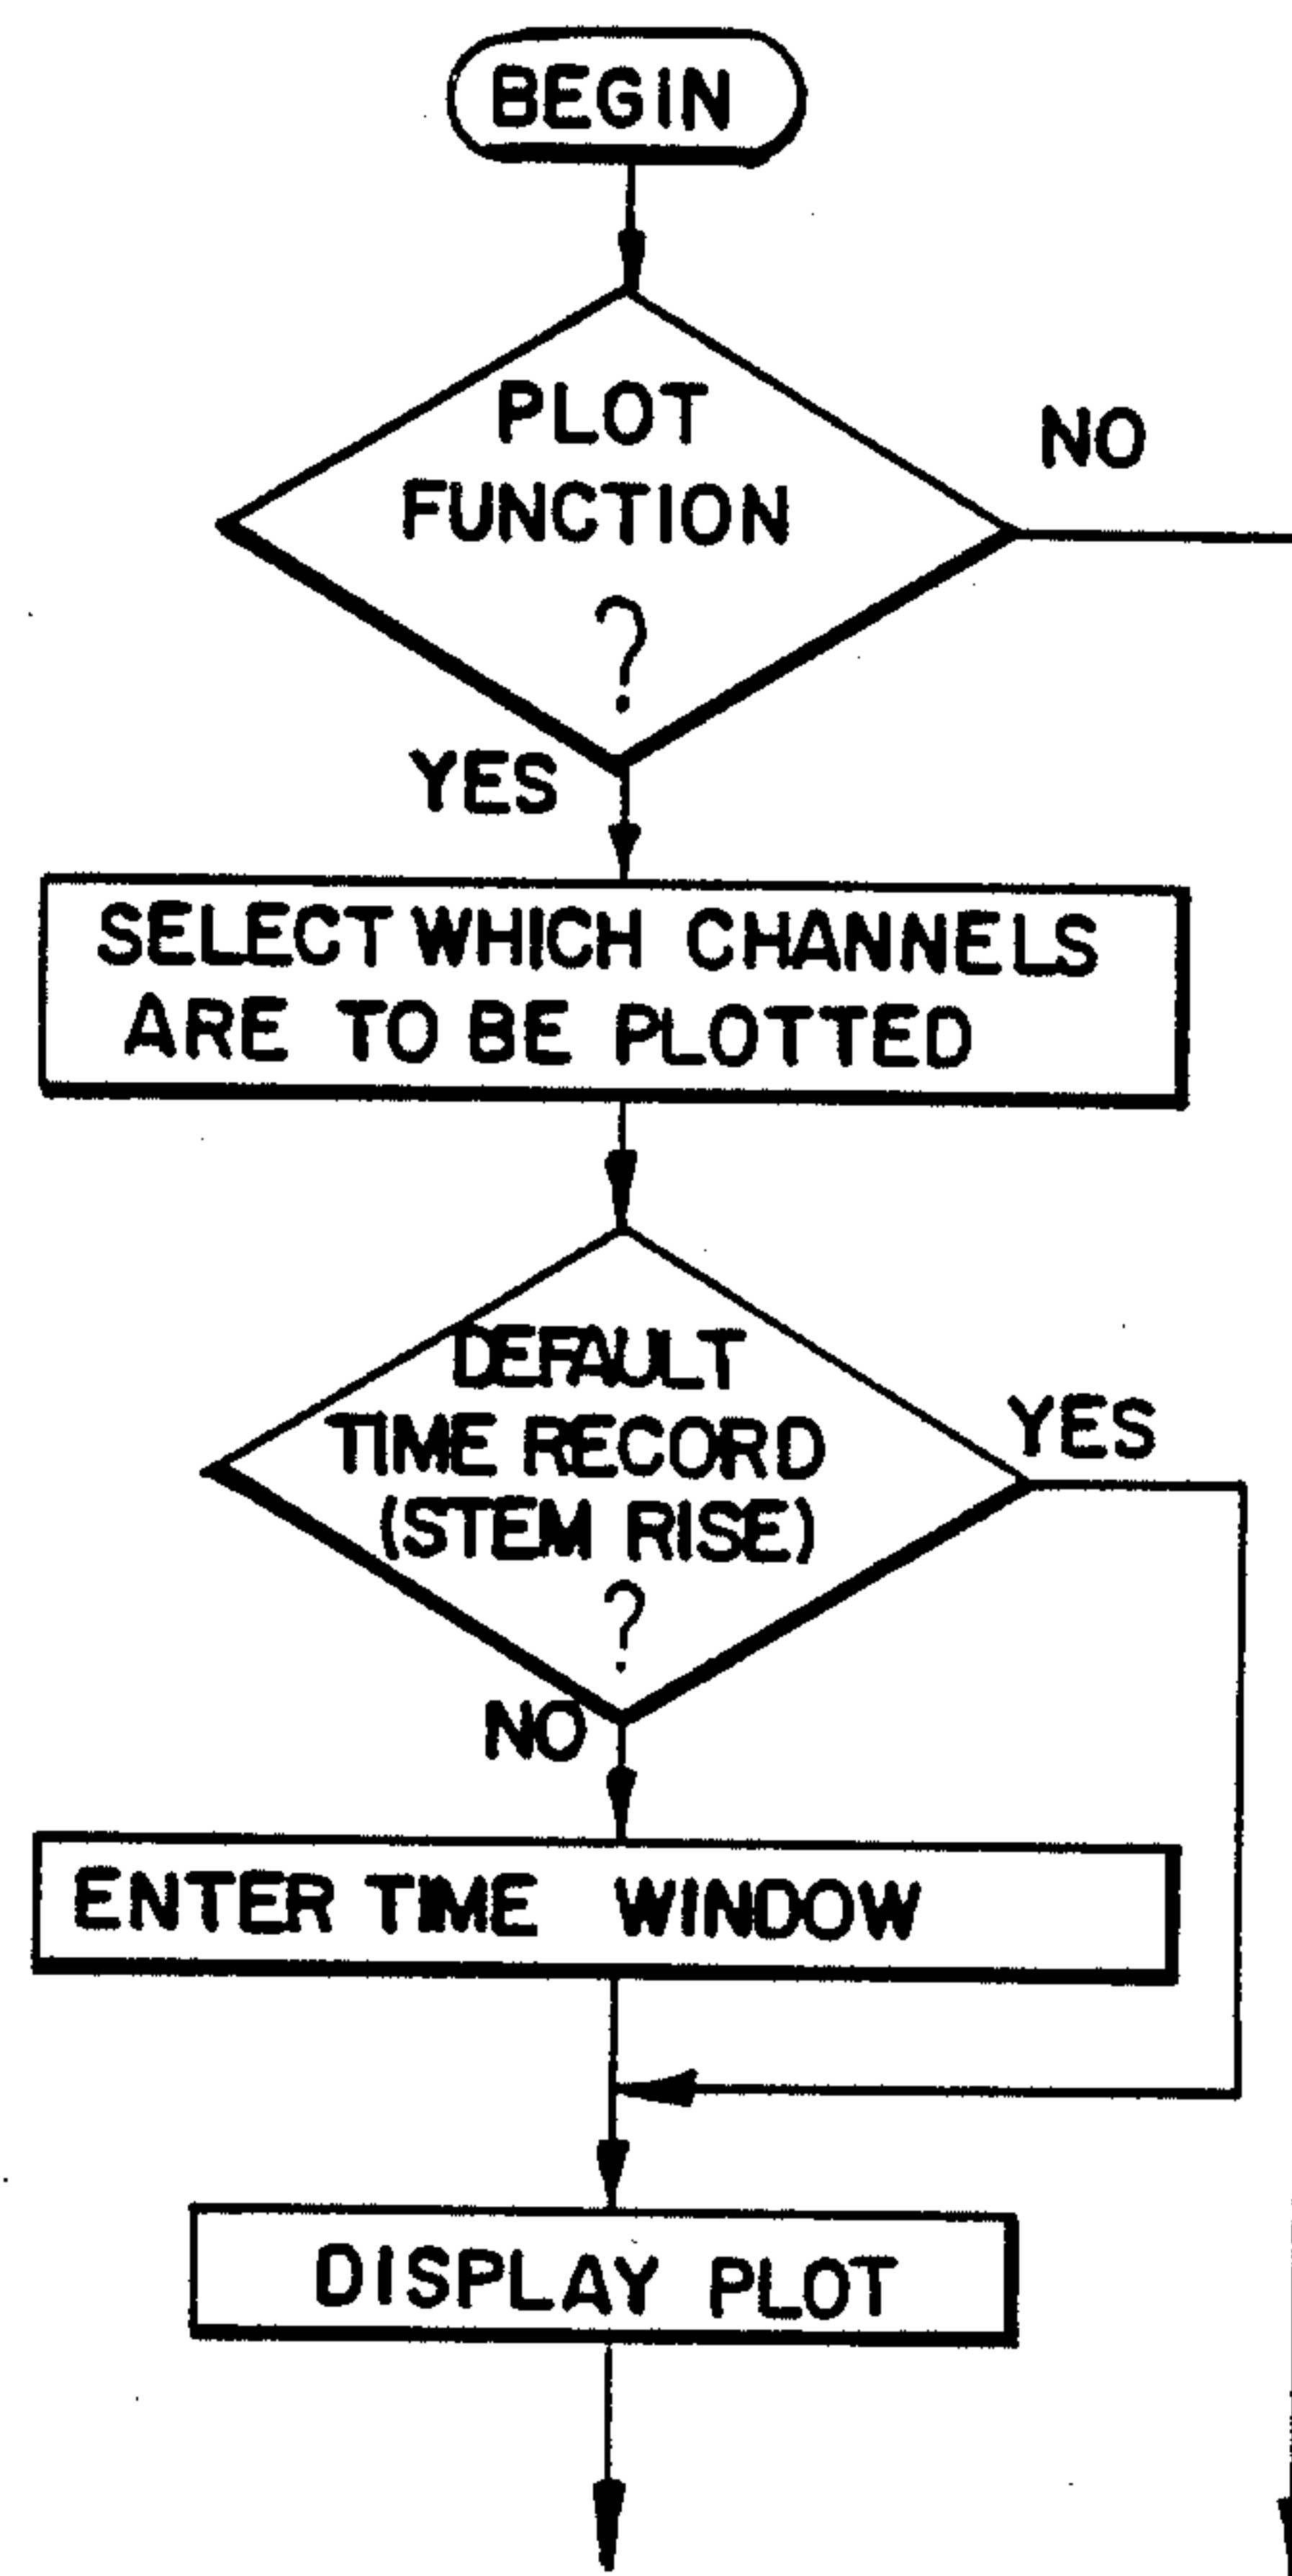 BEGIN
PLOT
FUNCTION
?
NO
YES
SELECT WHICH CHANNELS
ARE TO BE PLOTTED
DEFAULT
TIME RECORD
(STEM RISE)
?
YES
NO
ENTER TIME WINDOW
DISPLAY PLOT